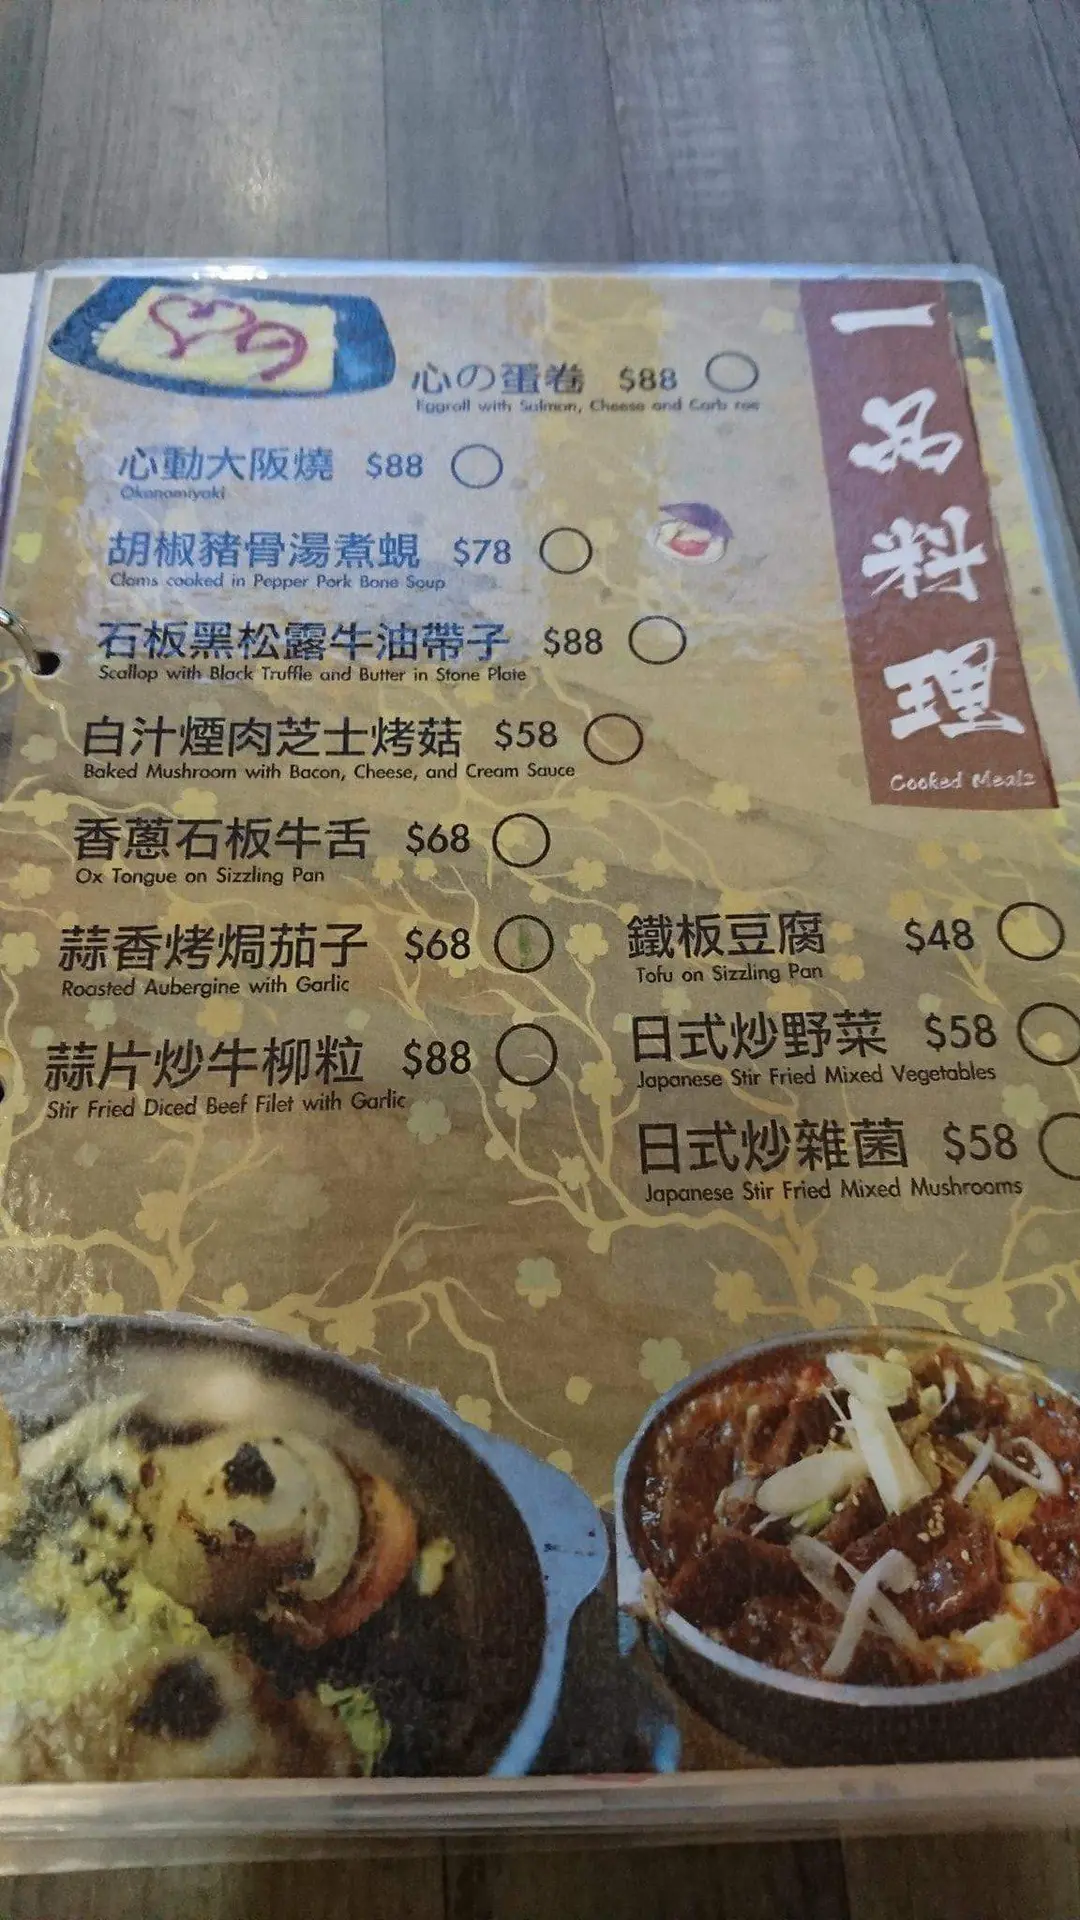 一品料理
Cooked Mealz
心の蛋卷 $88
Eggroll with Salmon, Cheese and Carb roe
心動大阪燒 $88
Okonomiyaki
胡椒豬骨湯煮蜆 $78
Clams cooked in Pepper Pork Bone Soup
石板黑松露牛油帶子 $88
Scallop with Black Truffle and Butter in Stone Plate
白汁煙肉芝士烤菇 $58
Baked Mushroom with Bacon, Cheese, and Cream Sauce
香蔥石板牛舌 $68
Ox Tongue on Sizzling Pan
蒜香烤焗茄子 $68
Roasted Aubergine with Garlic
蒜片炒牛柳粒 $88
Stir Fried Diced Beef Filet with Garlic
鐵板豆腐 $48
Tofu on Sizzling Pan
日式炒野菜 $58
Japanese Stir Fried Mixed Vegetables
日式炒雜菌 $58
Japanese Stir Fried Mixed Mushrooms